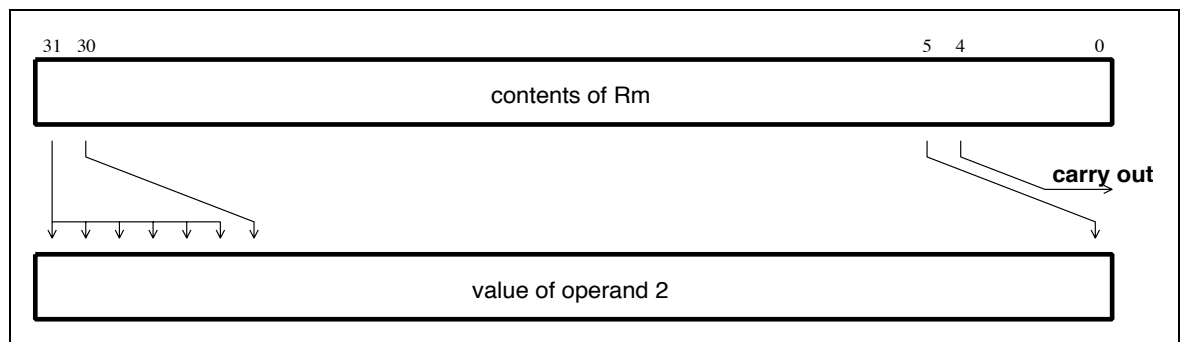 31 30 5 4 0
contents of Rm
carry out
value of operand 2